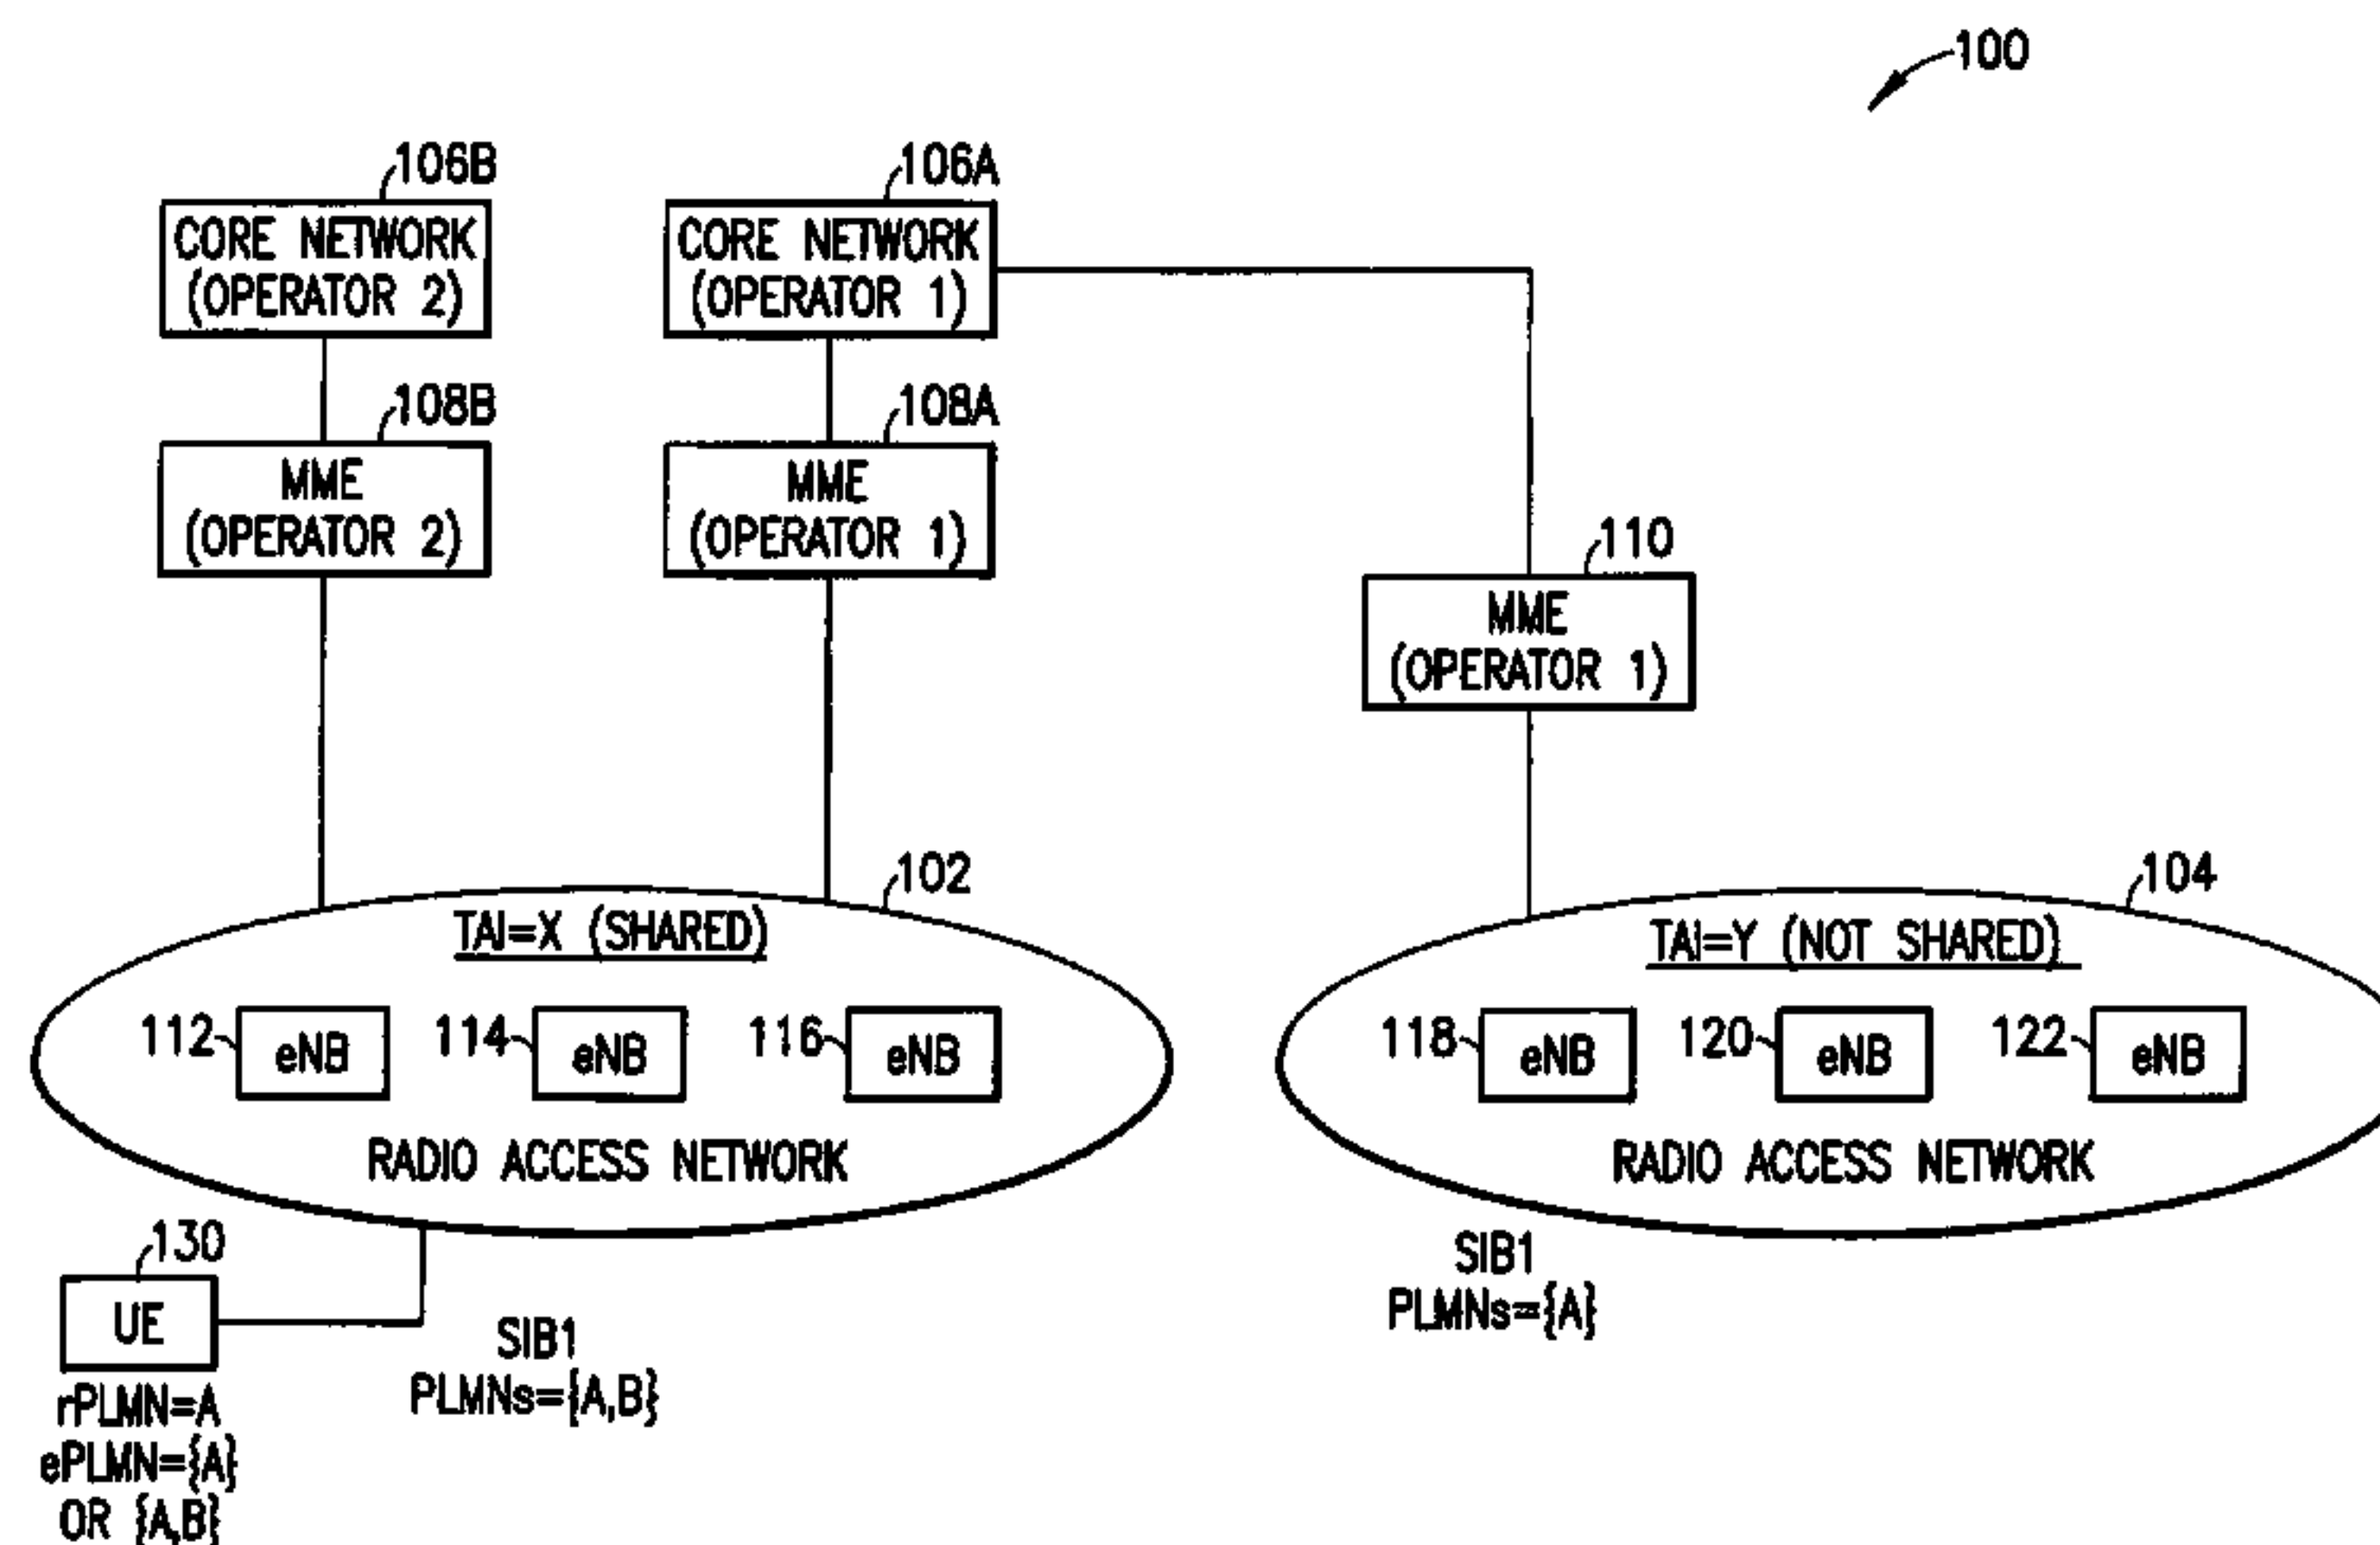 100
106B
106A
CORE NETWORK
(OPERATOR 2)
CORE NETWORK
(OPERATOR 1)
108B
108A
MME
(OPERATOR 2)
MME
(OPERATOR 1)
110
MME
(OPERATOR 1)
102
104
TAI=X (SHARED)
TAI=Y (NOT SHARED)
112
eNB
114
eNB
116
eNB
118
eNB
120
eNB
122
eNB
RADIO ACCESS NETWORK
RADIO ACCESS NETWORK
130
UE
SIB1
PLMNs={A,B}
SIB1
PLMNs={A}
rPLMN=A
ePLMN={A}
OR {A,B}